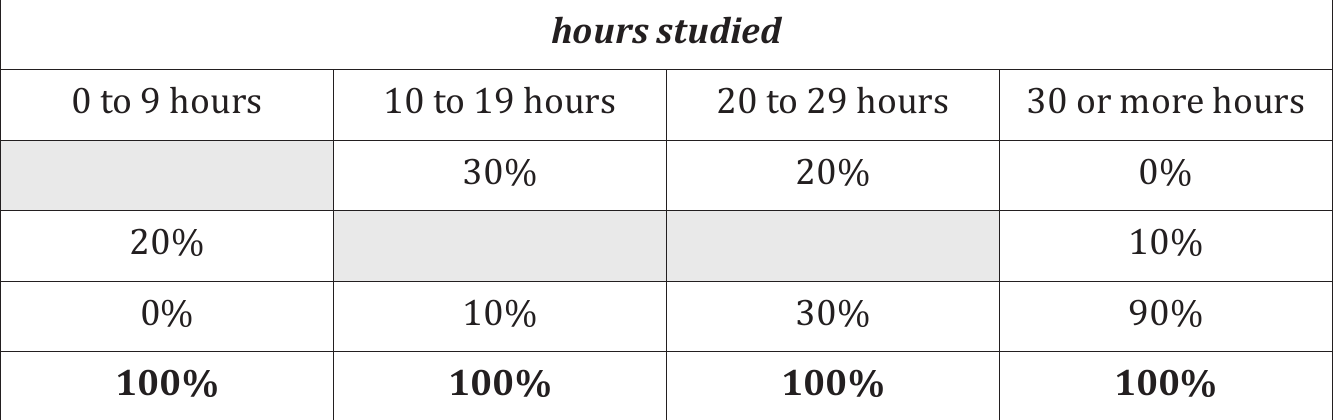 hours studied
0 to 9 hours 10 to 19 hours 20 to 29 hours 30 or more hours
30% 20% 0%
20% 10%
0% 10% 30% 90%
100% 100% 100% 100%